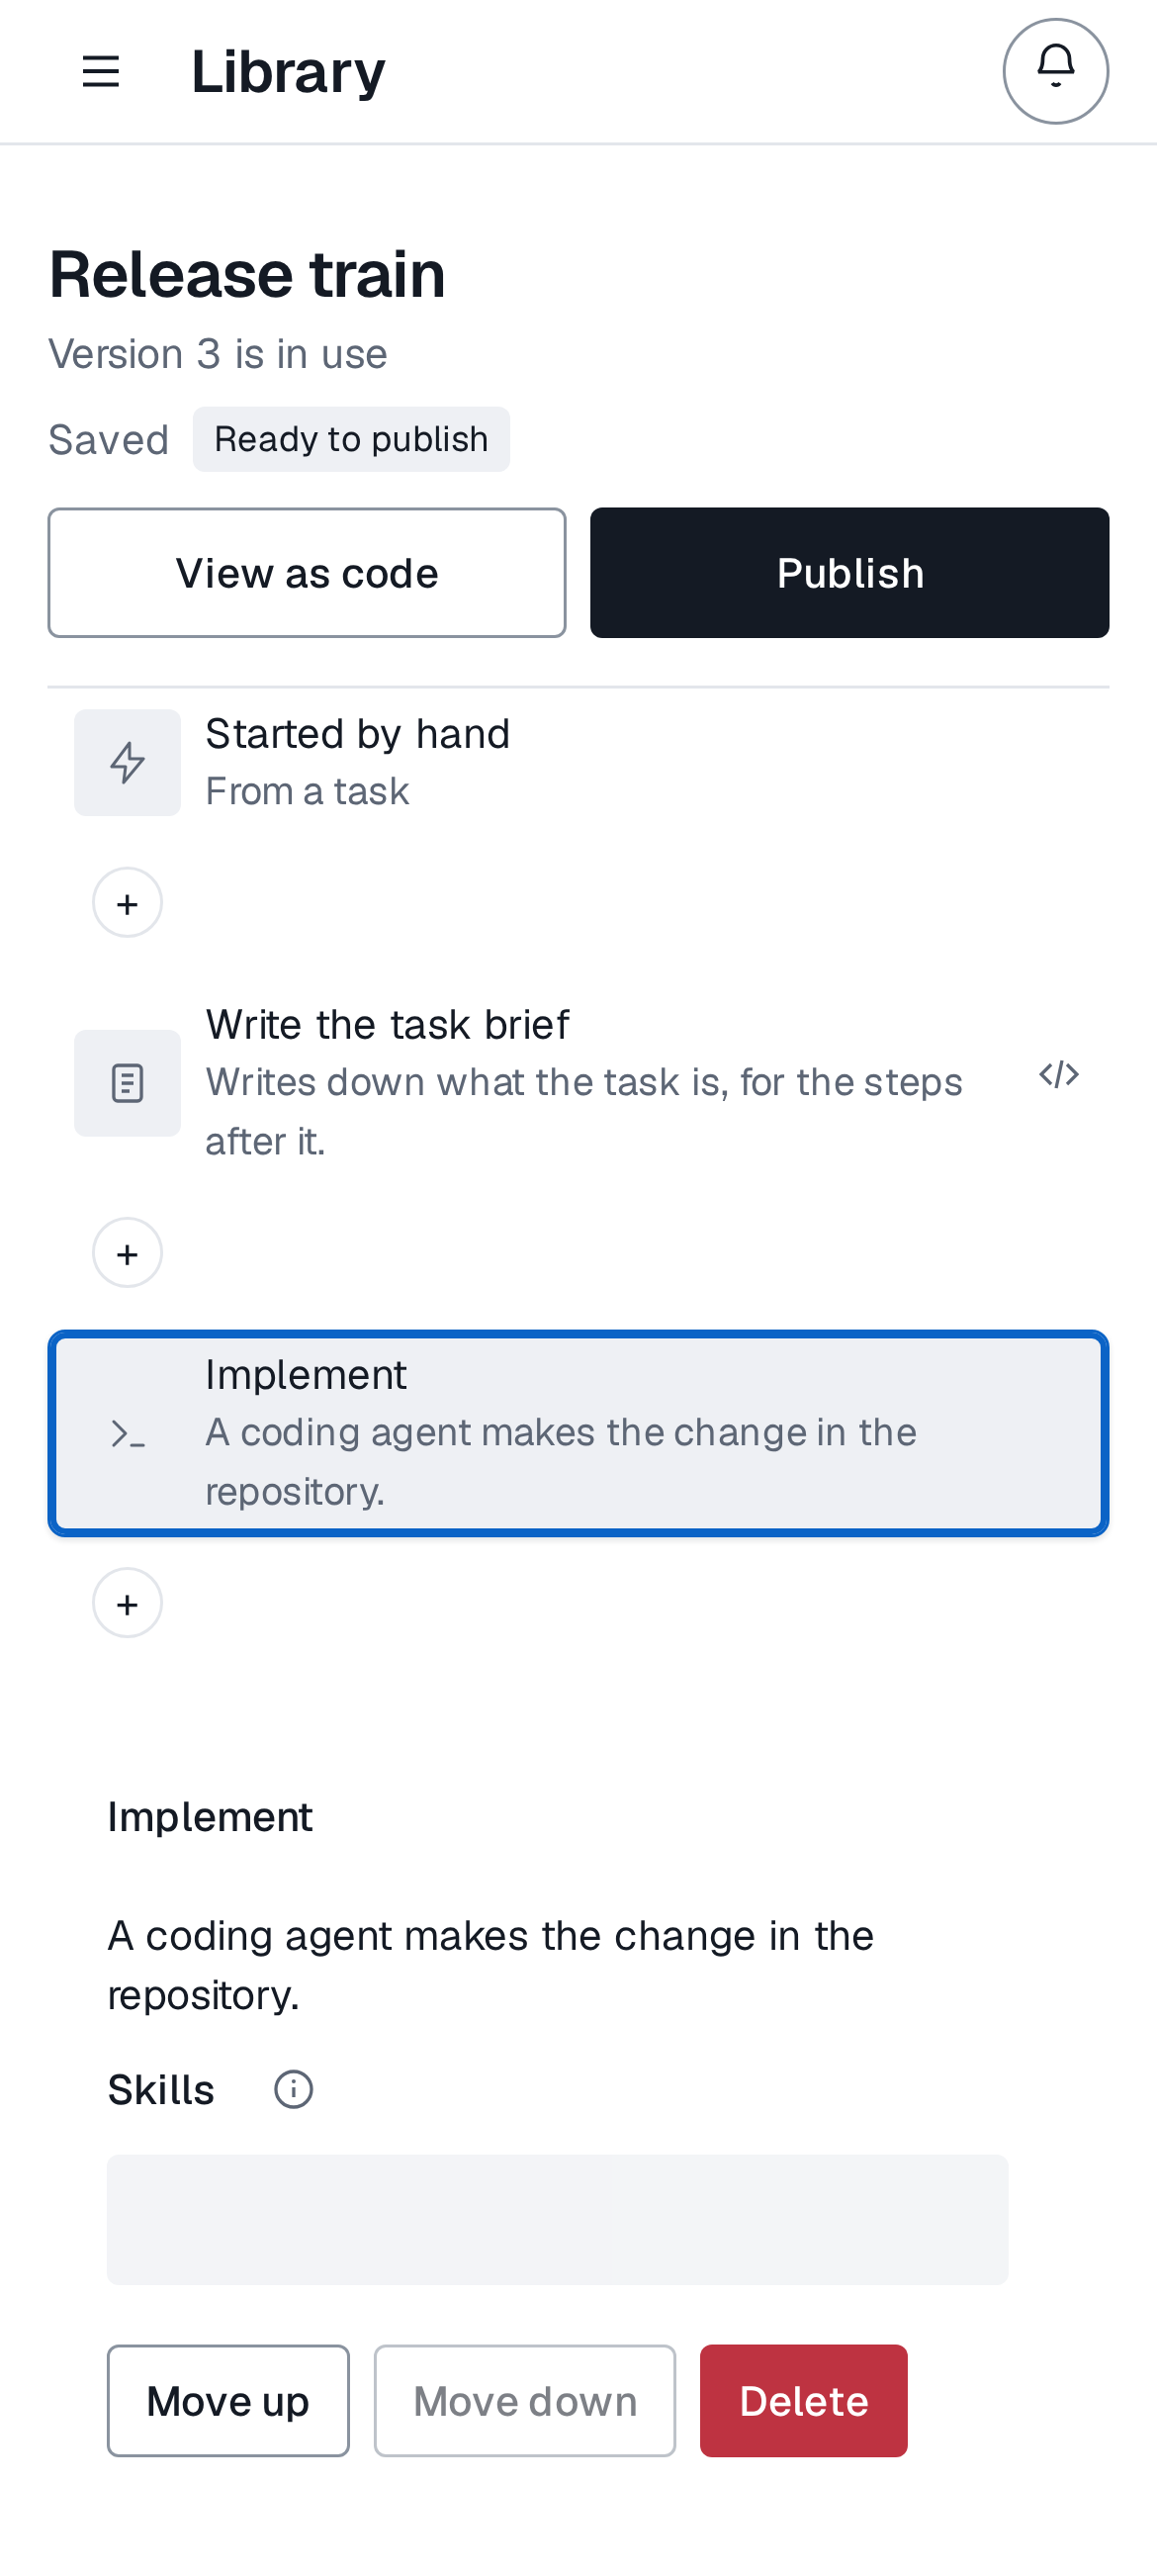 Library
Release train
Version 3 is in use
Saved
Ready to publish
View as code
Publish
Started by hand
From a task
+
Write the task brief
Writes down what the task is, for the steps
after it.
+
Implement
A coding agent makes the change in the
repository.
+
Implement
A coding agent makes the change in the
repository.
Skills
Move up
Move down
Delete